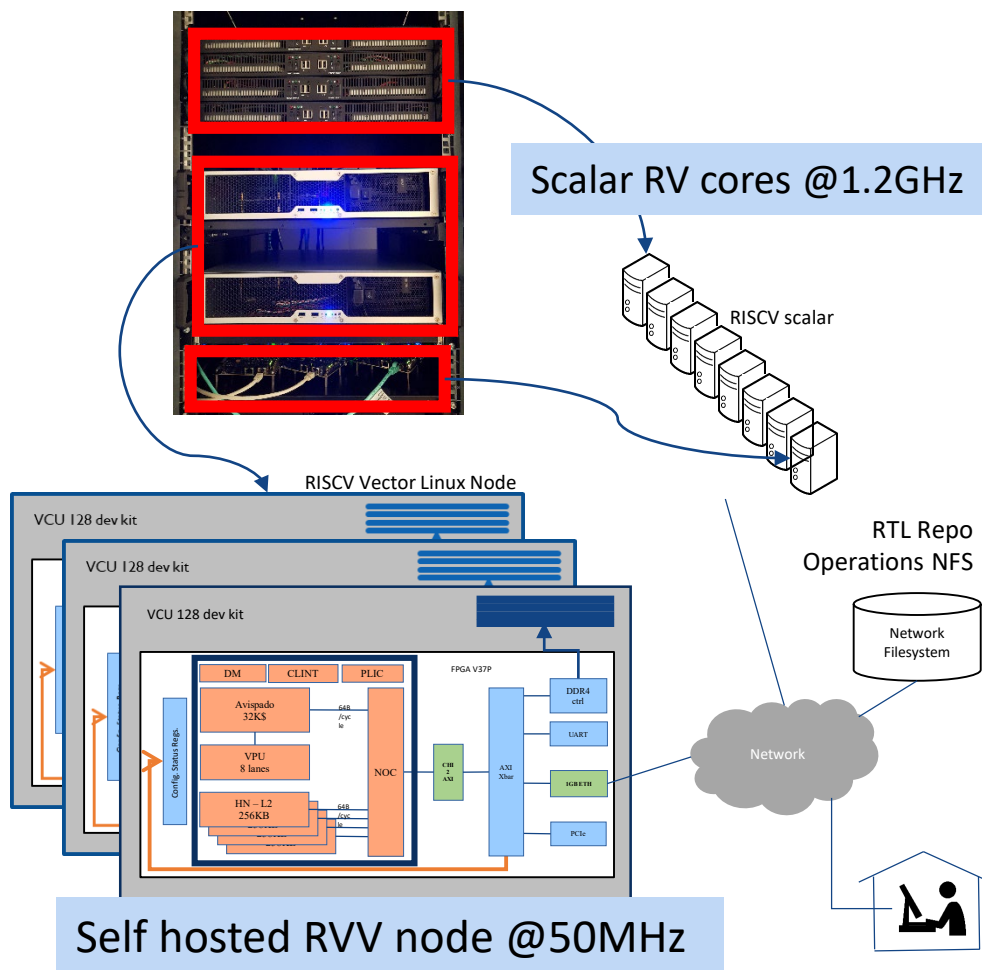 Scalar RV cores @1.2GHz
RISCV scalar
RISCV Vector Linux Node
VCU 128 dev kit
VCU 128 dev kit
VCU 128 dev kit
RTL Repo
Operations NFS
Network
Filesystem
Network
FPGA V37P
DM
CLINT
PLIC
Config. Status Regs.
Avispado
32K$
64B
/cyc
le
VPU
8 lanes
NOC
HN – L2
256KB
64B
/cyc
le
CHI
2
AXI
AXI
Xbar
DDR4
ctrl
UART
1GBETH
PCIe
Self hosted RVV node @50MHz